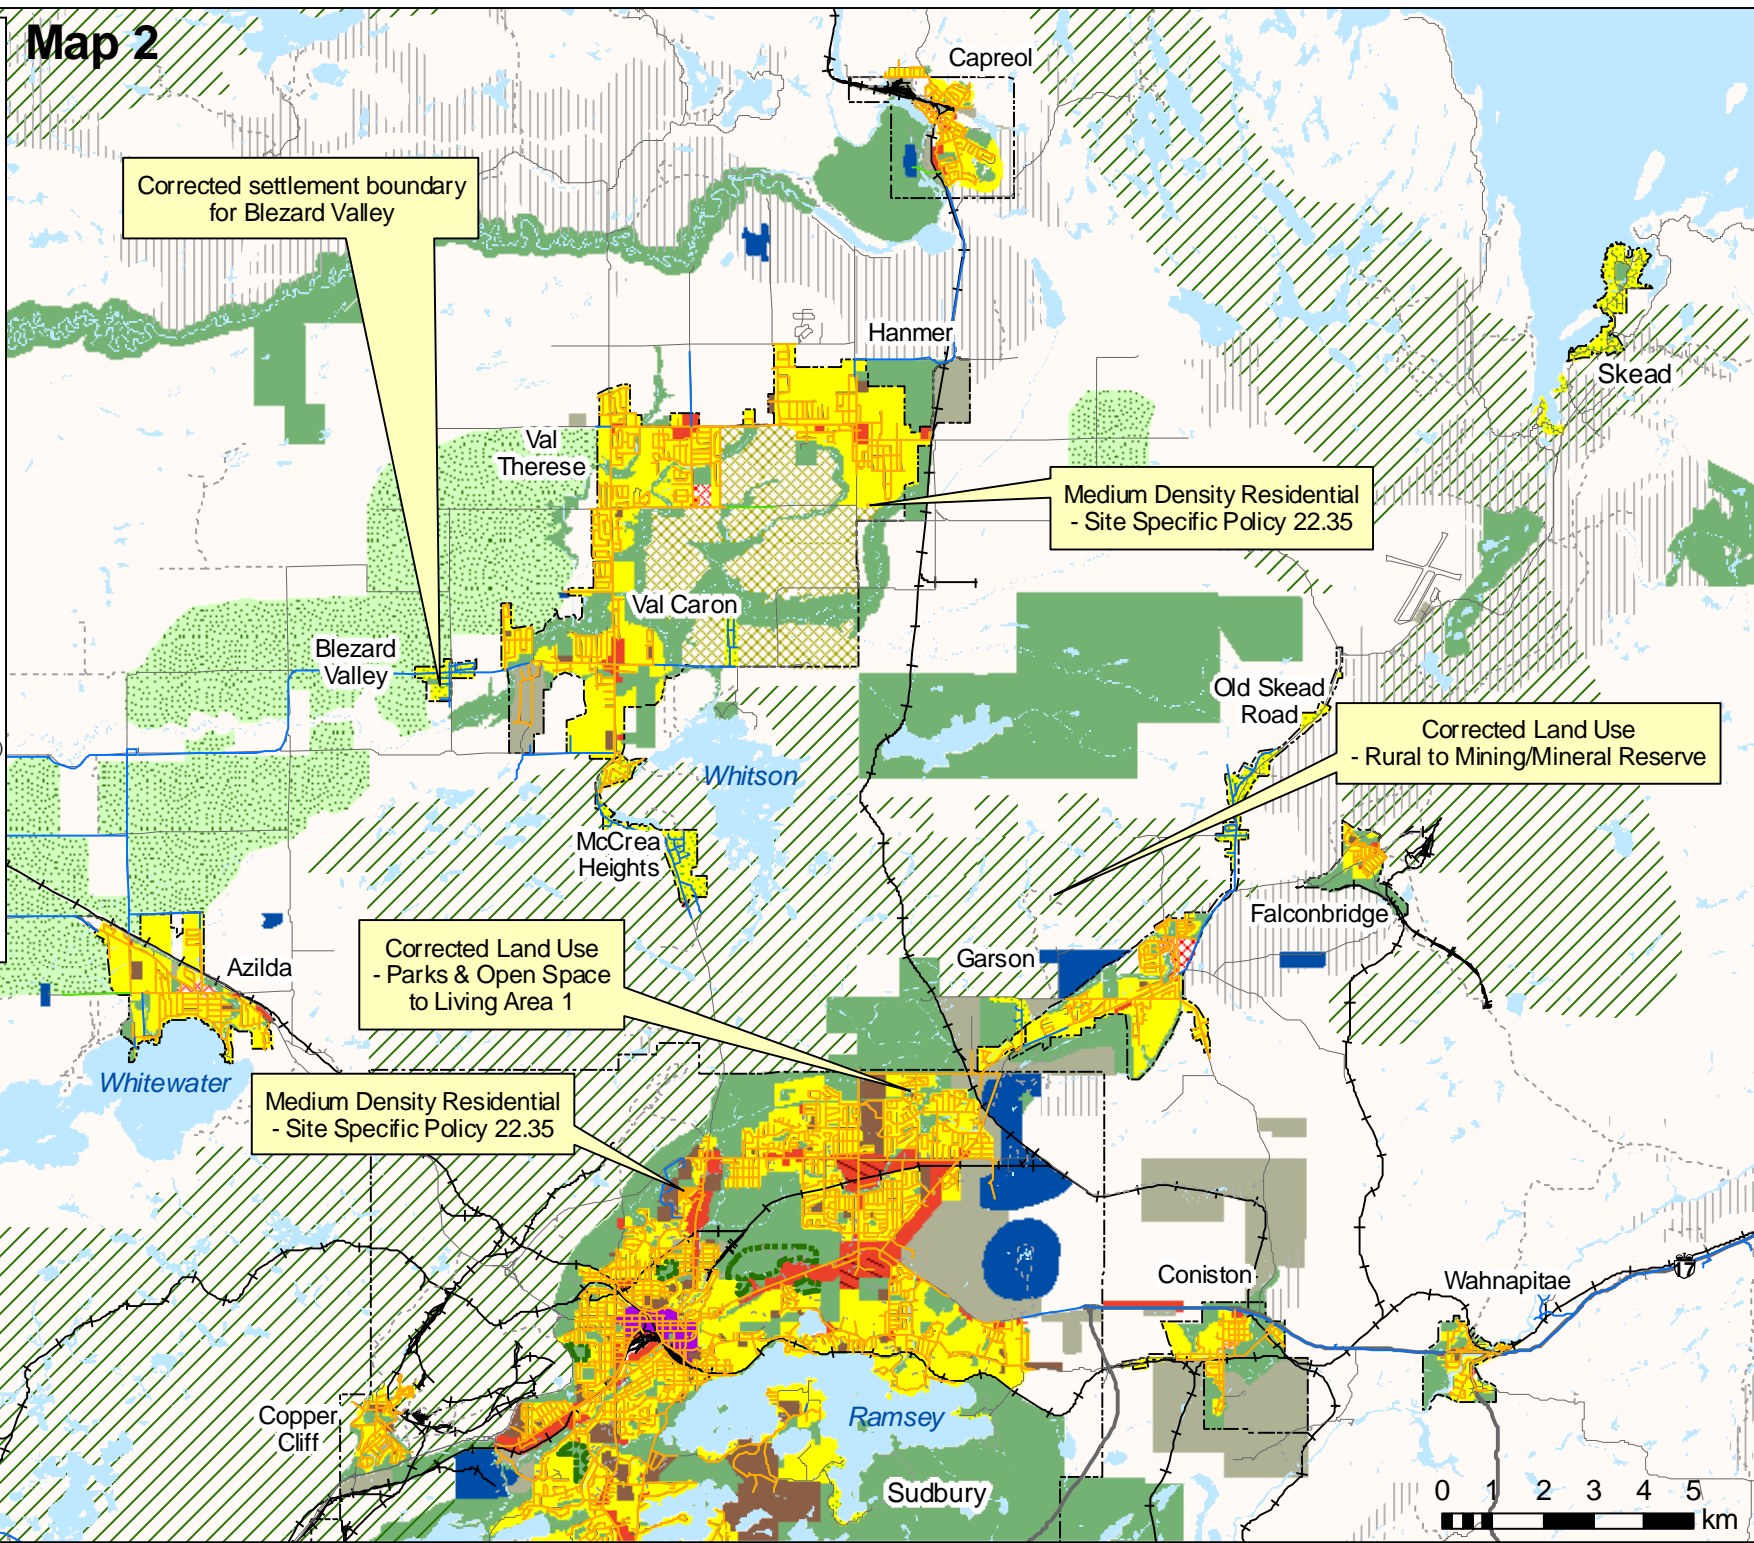 Map 2
Capreol
Corrected settlement boundary
for Blezard Valley
Hanmer
Skead
Val
Therese
Medium Density Residential
- Site Specific Policy 22.35
Val Caron
Blezard
Valley
Old Skead
Road
Corrected Land Use
- Rural to Mining/Mineral Reserve
Whitson
McCrea
Heights
Falconbridge
Corrected Land Use
- Parks & Open Space
to Living Area 1
Garson
Azilda
Whitewater
Medium Density Residential
- Site Specific Policy 22.35
Coniston
Wahnapitae
17
Copper
Cliff
Ramsey
Sudbury
0 1 2 3 4 5
km